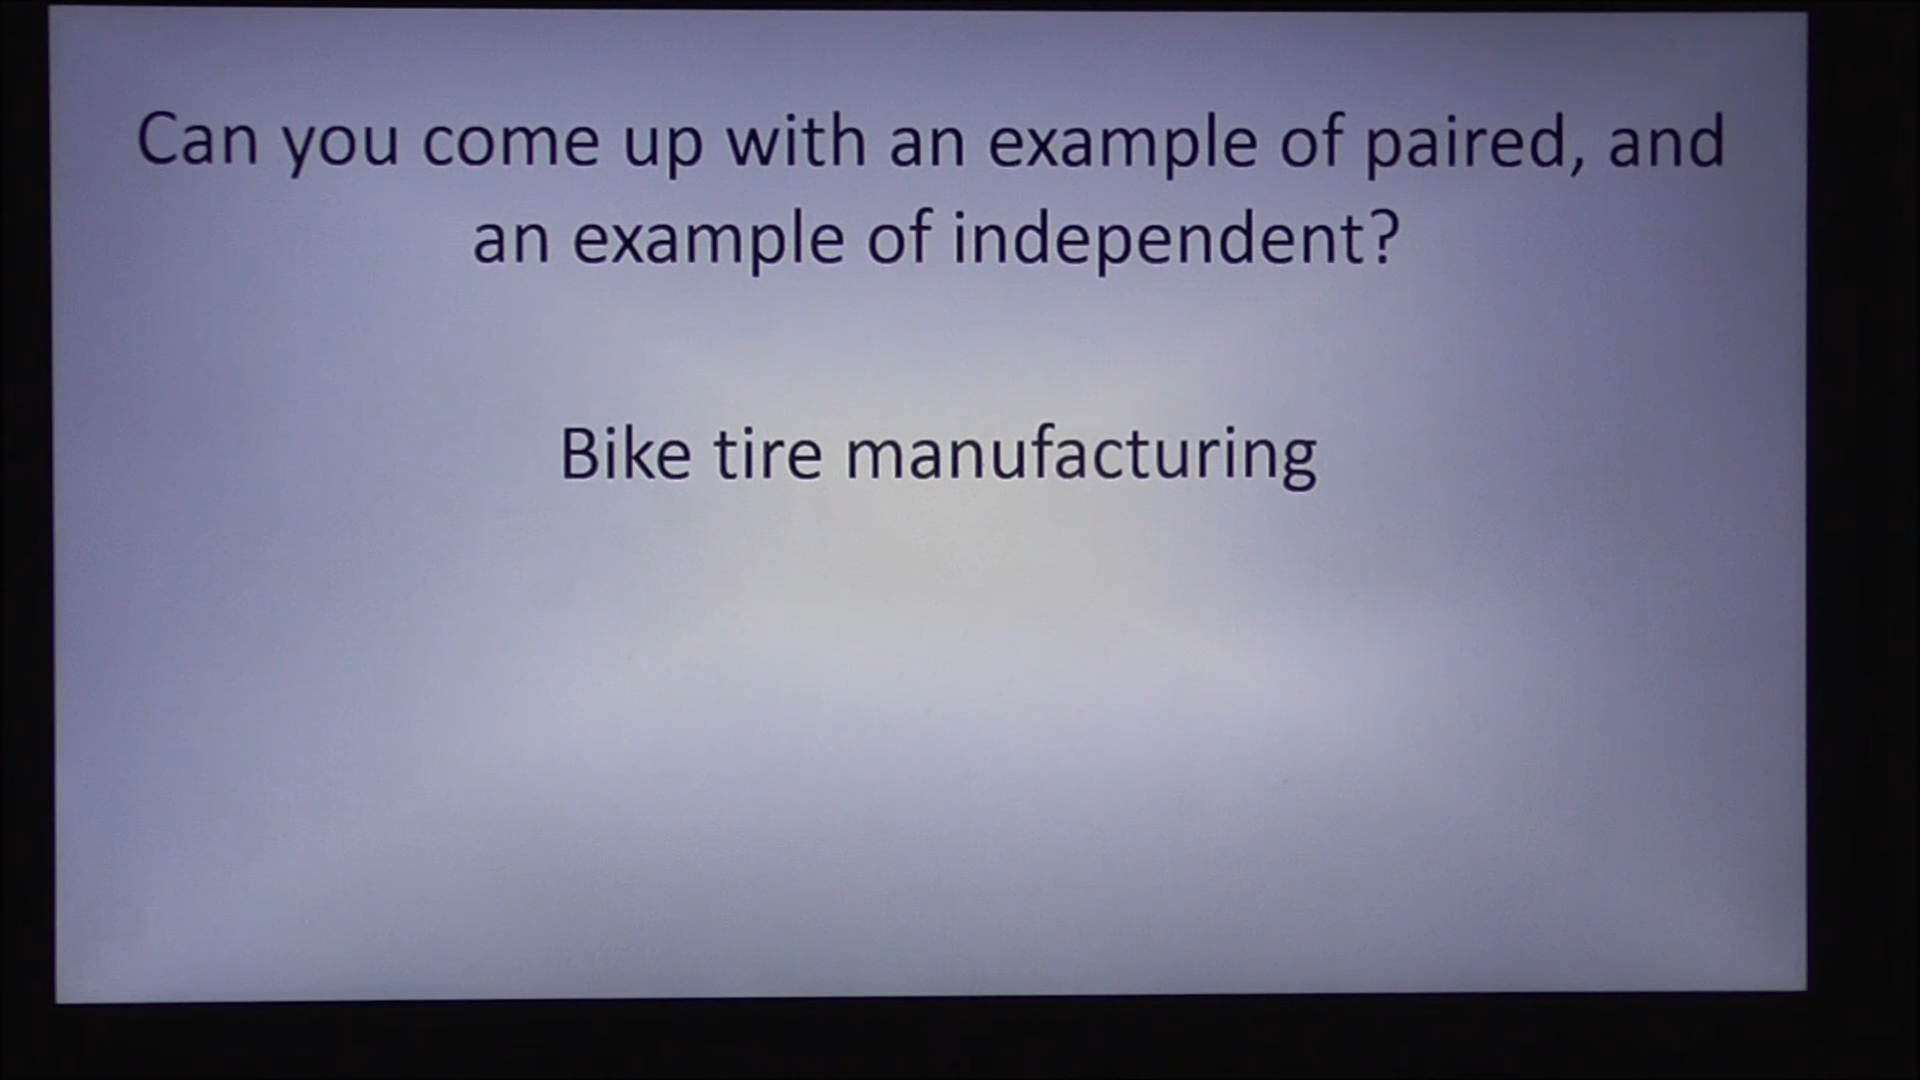 Can you come up with an example of paired, and
an example of independent?
Bike tire manufacturing